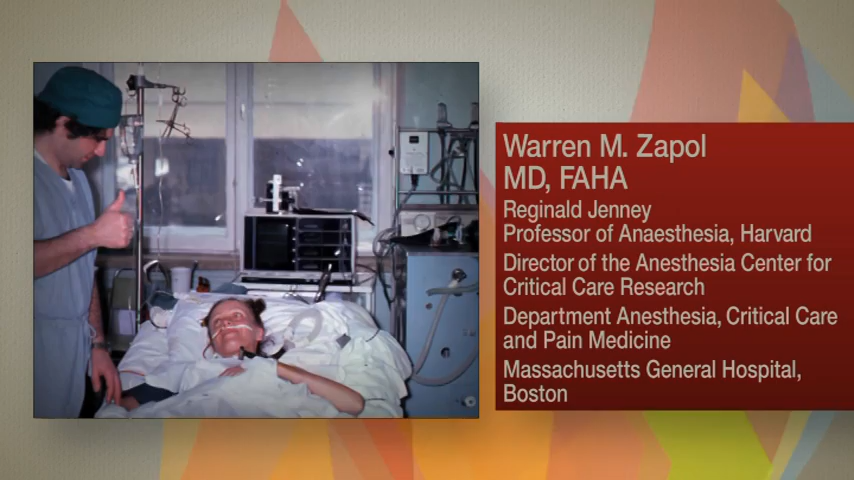 Warren M. Zapol
MD, FAHA
Reginald Jenney
Professor of Anaesthesia, Harvard
Director of the Anesthesia Center for
Critical Care Research
Department Anesthesia, Critical Care
and Pain Medicine
Massachusetts General Hospital,
Boston